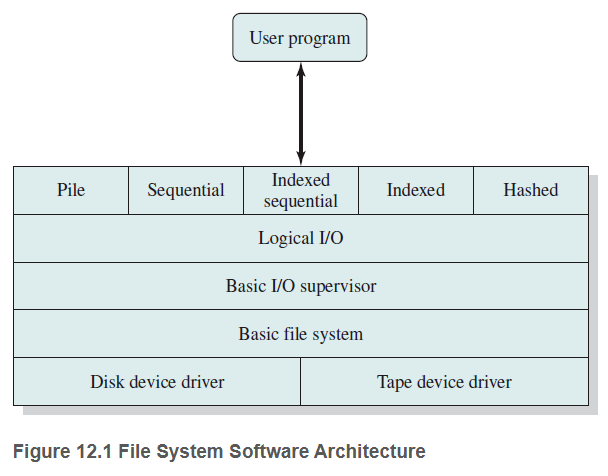 User program
Pile
Sequential
Indexed
sequential
Indexed
Hashed
Logical I/O
Basic I/O supervisor
Basic file system
Disk device driver
Tape device driver
Figure 12.1 File System Software Architecture